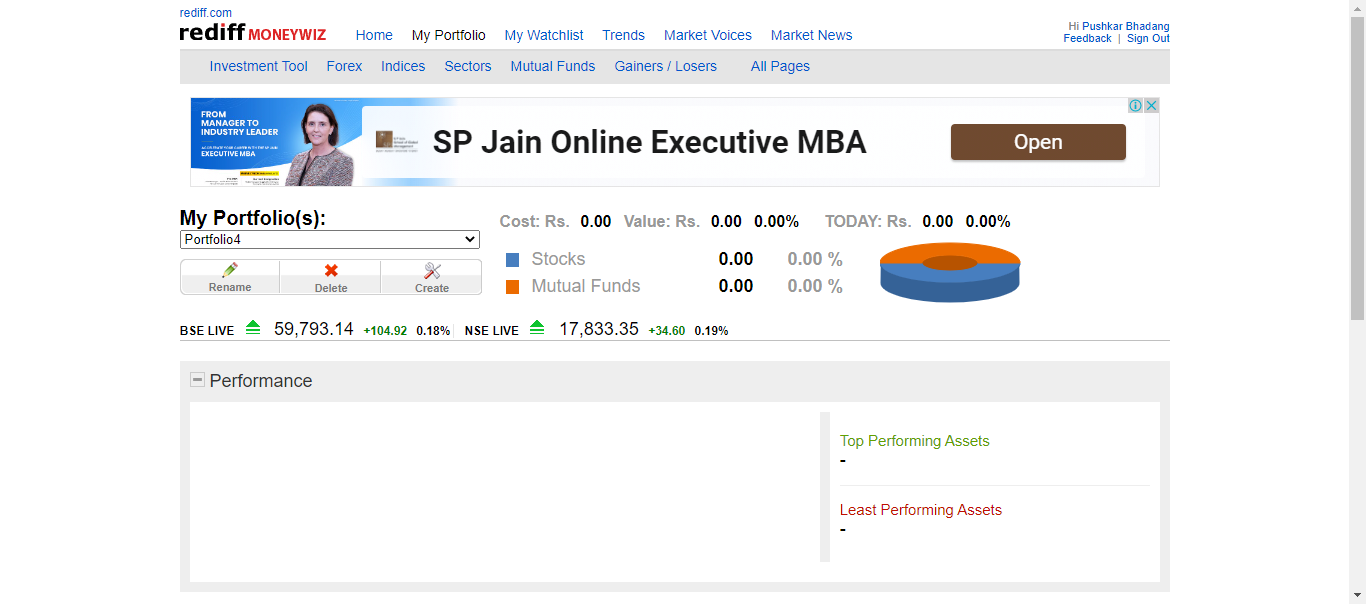 rediff.com
rediff MONEYWIZ
Home My Portfolio My Watchlist Trends Market Voices Market News
Hi Pushkar Bhadang
Feedback | Sign Out
Investment Tool Forex Indices Sectors Mutual Funds Gainers / Losers All Pages
FROM
MANAGER TO
INDUSTRY LEADER
EXECUTIVE MBA
SP Jain Online Executive MBA
Open
My Portfolio(s):
Portfolio4
Rename Delete Create
Cost: Rs. 0.00 Value: Rs. 0.00 0.00% TODAY: Rs. 0.00 0.00%
Stocks 0.00 0.00 %
Mutual Funds 0.00 0.00 %
BSE LIVE 59,793.14 +104.92 0.18% NSE LIVE 17,833.35 +34.60 0.19%
Performance
Top Performing Assets
-
Least Performing Assets
-